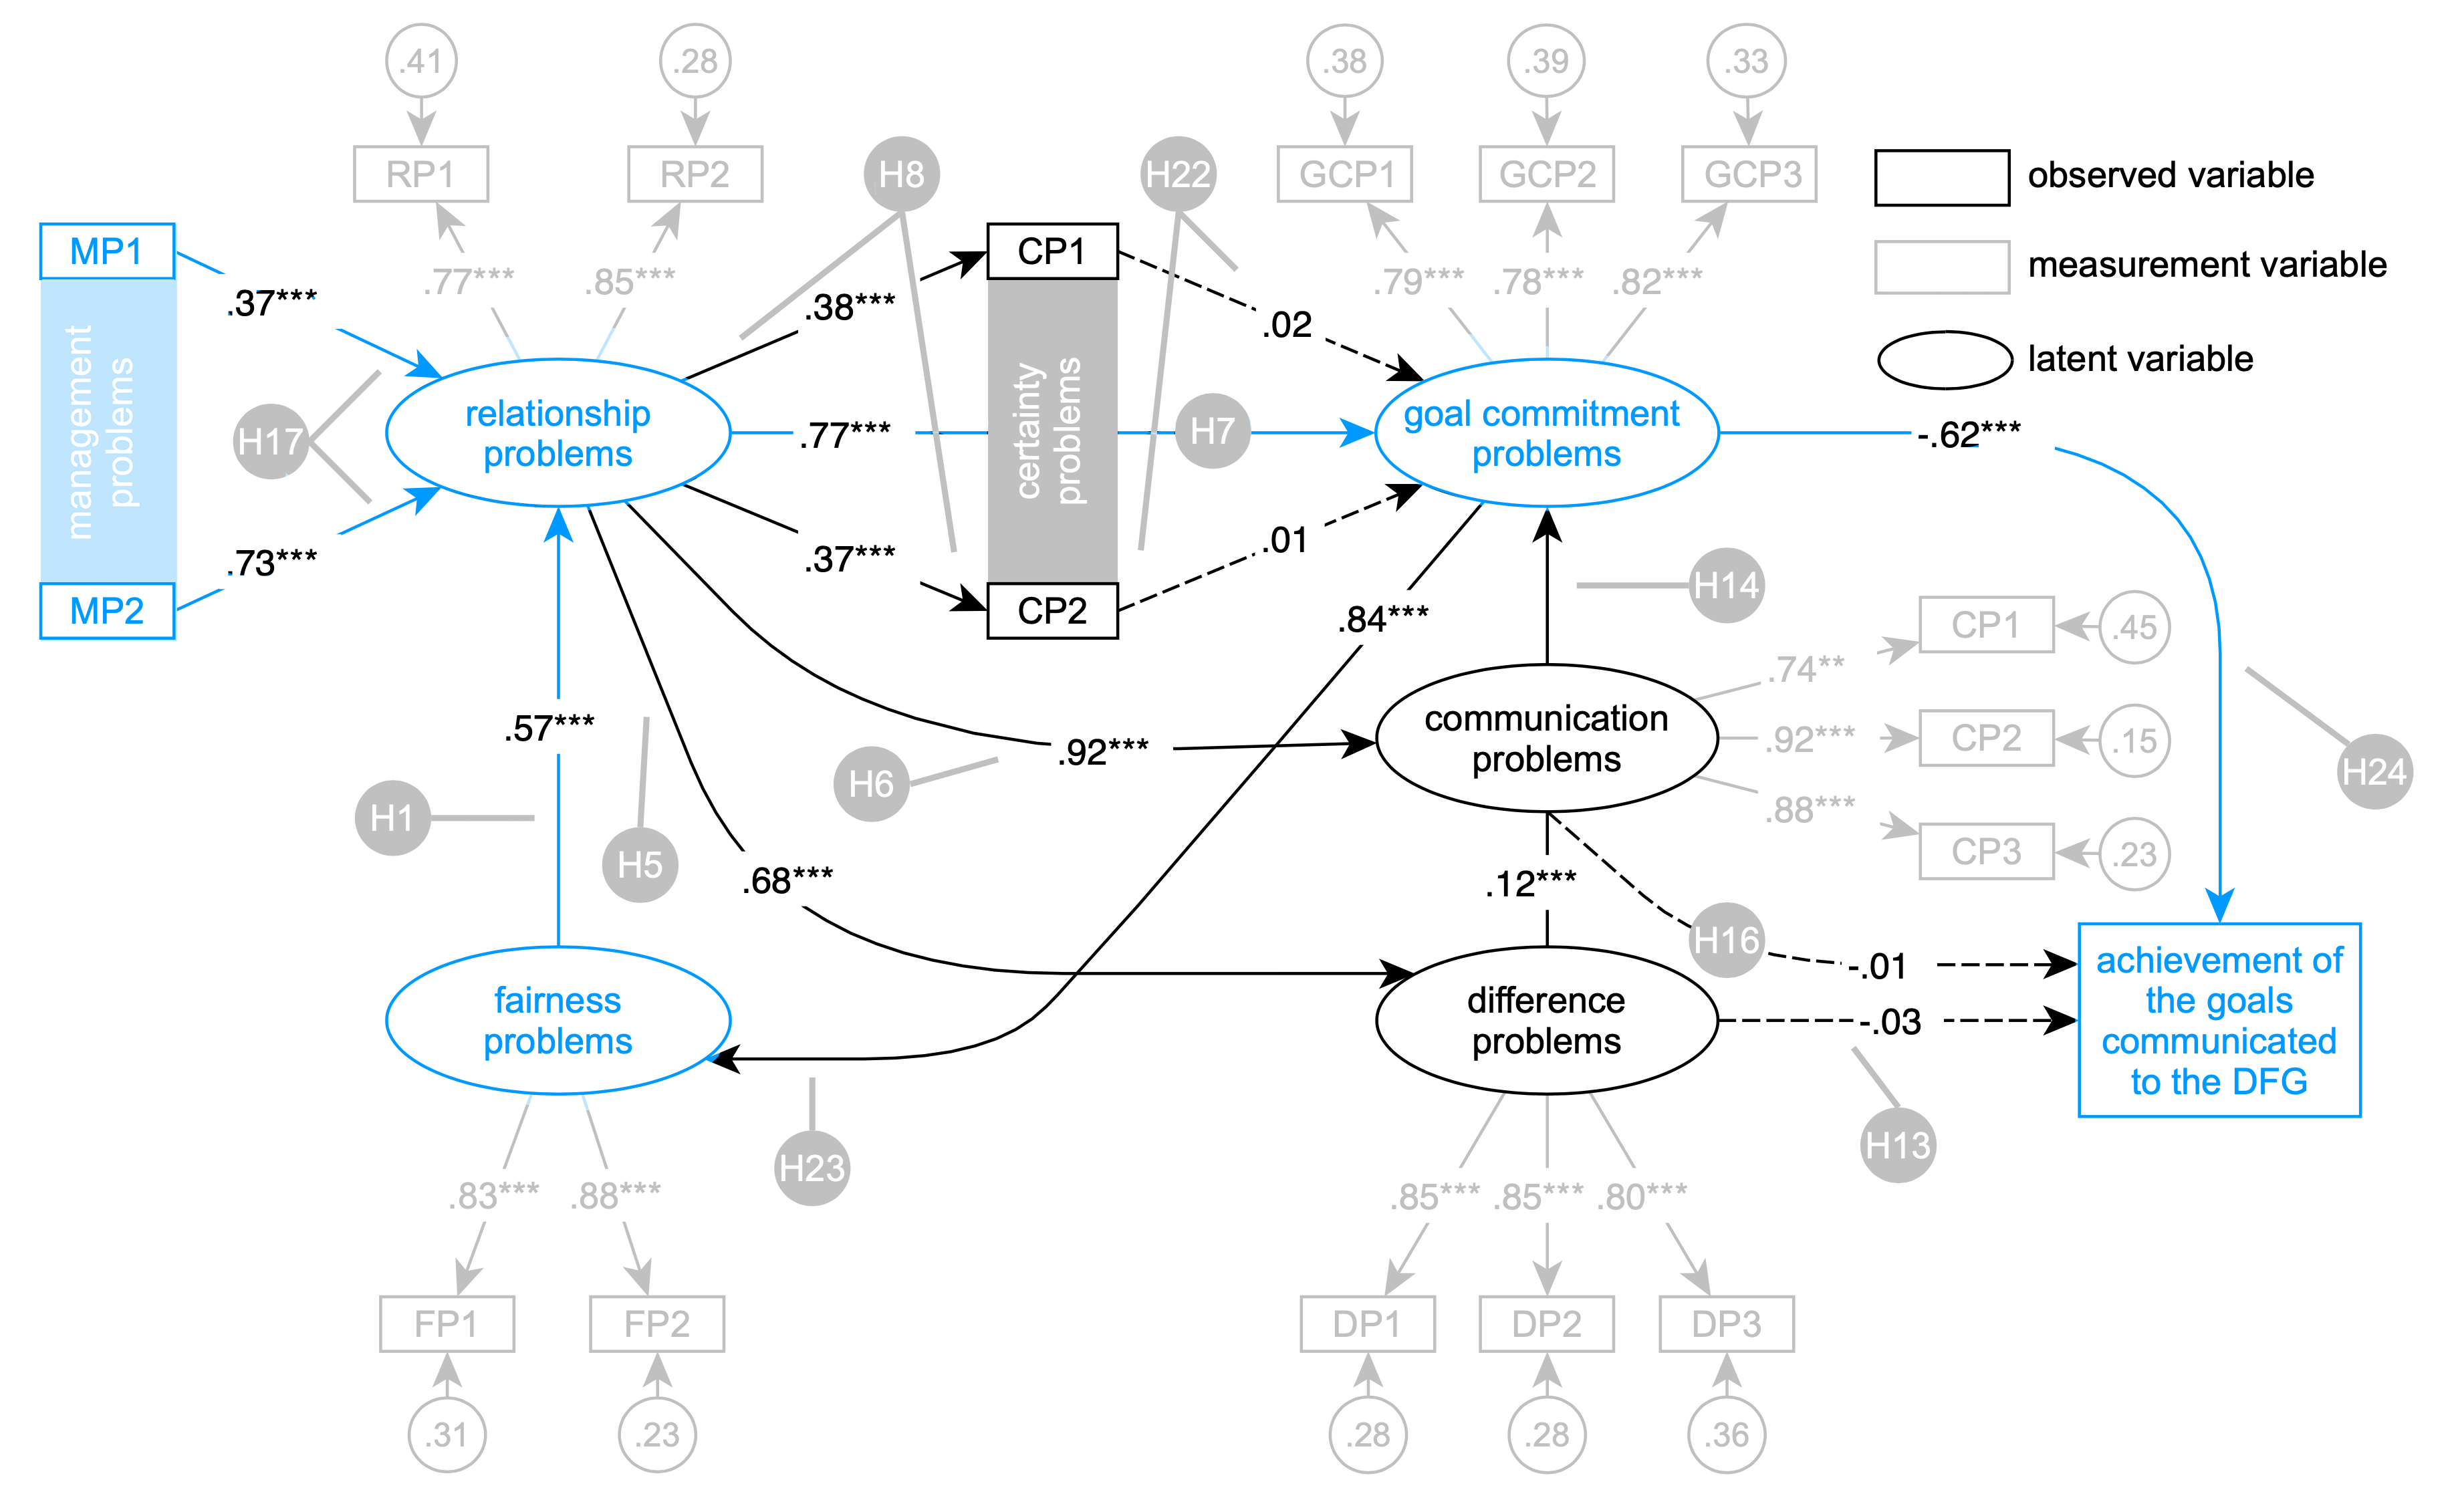 .41
.28
.38
.39
.33
RP1
RP2
H8
H22
GCP1
GCP2
GCP3
observed variable
measurement variable
latent variable
MP1
management
problems
MP2
.37***
.73***
H17
.77***
.85***
relationship
problems
.38***
.77***
.37***
CP1
certainty
problems
CP2
.02
H7
.01
.79***
.78***
.82***
goal commitment
problems
-.62***
.84***
H14
.57***
H1
H5
H6
.92***
communication
problems
.74**
.92***
.88***
CP1
CP2
CP3
.45
.15
.23
H24
.68***
.12***
H16
-.01
-.03
fairness
problems
difference
problems
achievement of
the goals
communicated
to the DFG
H23
H13
.83***
.88***
.85***
.85***
.80***
FP1
FP2
DP1
DP2
DP3
.31
.23
.28
.28
.36